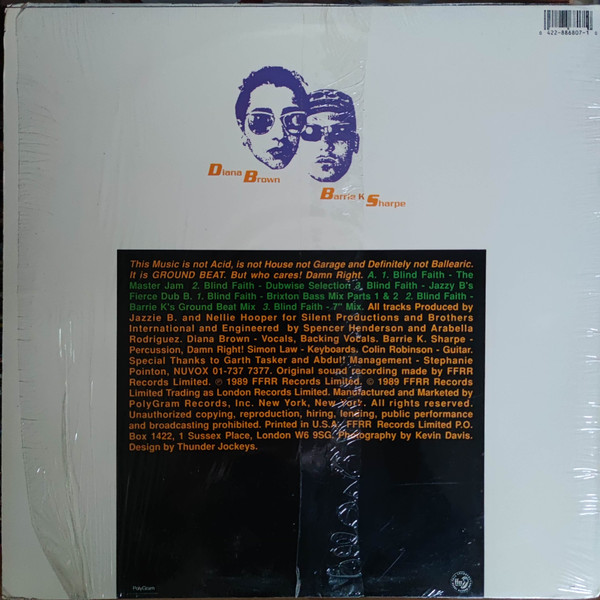 6 422-886807-1 0
Diana Brown
Barrie K Sharpe
This Music is not Acid, is not House not Garage and Definitely not Ballearic.
It is GROUND BEAT. But who cares! Damn Right. A. 1. Blind Faith - The
Master Jam 2. Blind Faith - Dubwise Selection 3. Blind Faith - Jazzy B's
Fierce Dub B. 1. Blind Faith - Brixton Bass Mix Parts 1 & 2 2. Blind Faith -
Barrie K's Ground Beat Mix 3. Blind Faith - 7" Mix. All tracks Produced by
Jazzie B. and Nellie Hooper for Silent Productions and Brothers
International and Engineered by Spencer Henderson and Arabella
Rodriguez. Diana Brown - Vocals, Backing Vocals. Barrie K. Sharpe -
Percussion, Damn Right! Simon Law - Keyboards. Colin Robinson - Guitar.
Special Thanks to Garth Tasker and Abdul! Management - Stephanie
Pointon, NUVOX 01-737 7377. Original sound recording made by FFRR
Records Limited. ℗ 1989 FFRR Records Limited. © 1989 FFRR Records
Limited Trading as London Records Limited. Manufactured and Marketed by
PolyGram Records, Inc. New York, New York. All rights reserved.
Unauthorized copying, reproduction, hiring, lending, public performance
and broadcasting prohibited. Printed in U.S.A. FFRR Records Limited P.O.
Box 1422, 1 Sussex Place, London W6 9SG. Photography by Kevin Davis.
Design by Thunder Jockeys.
PolyGram